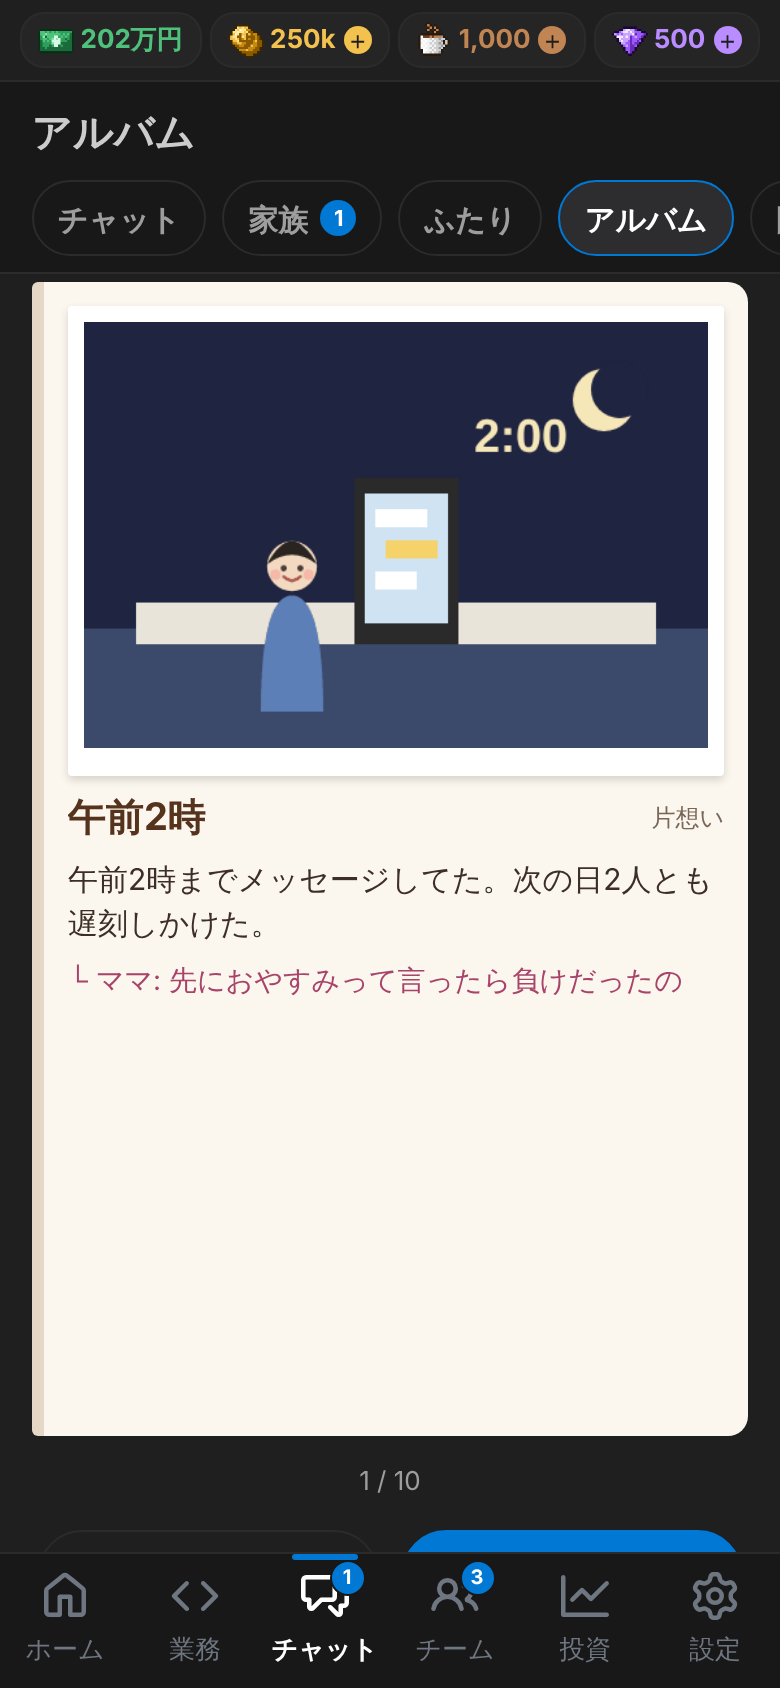 202万円 250k 1,000 500
アルバム
チャット 家族 1 ふたり アルバム
2:00
午前2時 片想い
午前2時までメッセージしてた。次の日2人とも
遅刻しかけた。
└ ママ: 先におやすみって言ったら負けだったの
1 / 10
1 3
ホーム 業務 チャット チーム 投資 設定